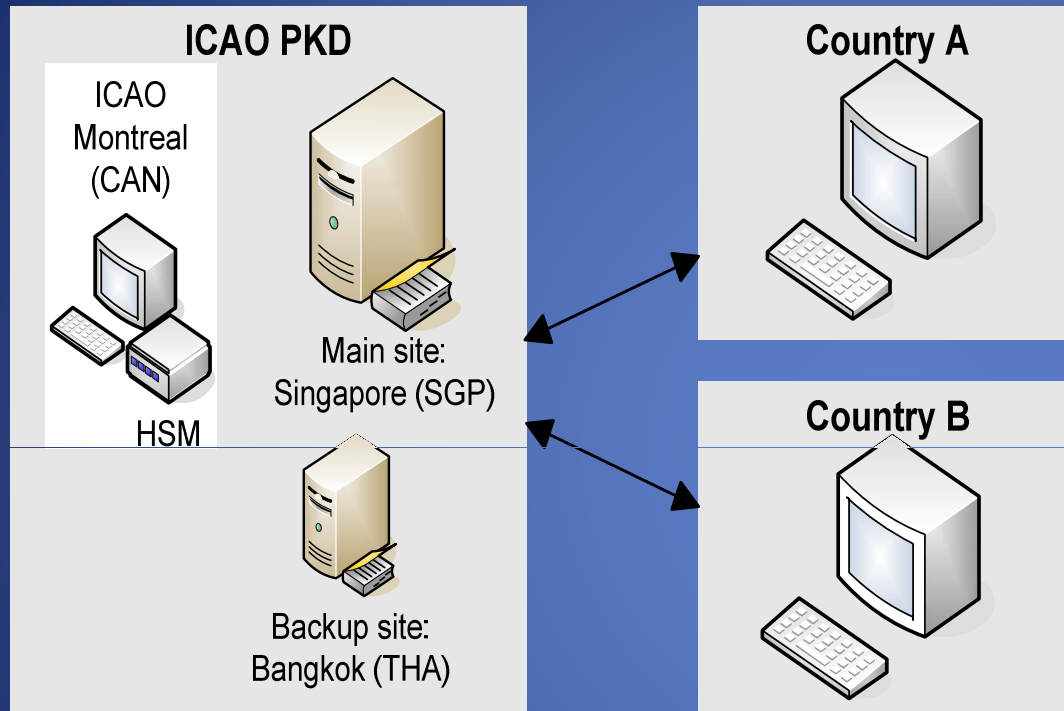 ICAO PKD
ICAO
Montreal
(CAN)
HSM
Main site:
Singapore (SGP)
Backup site:
Bangkok (THA)
Country A
Country B